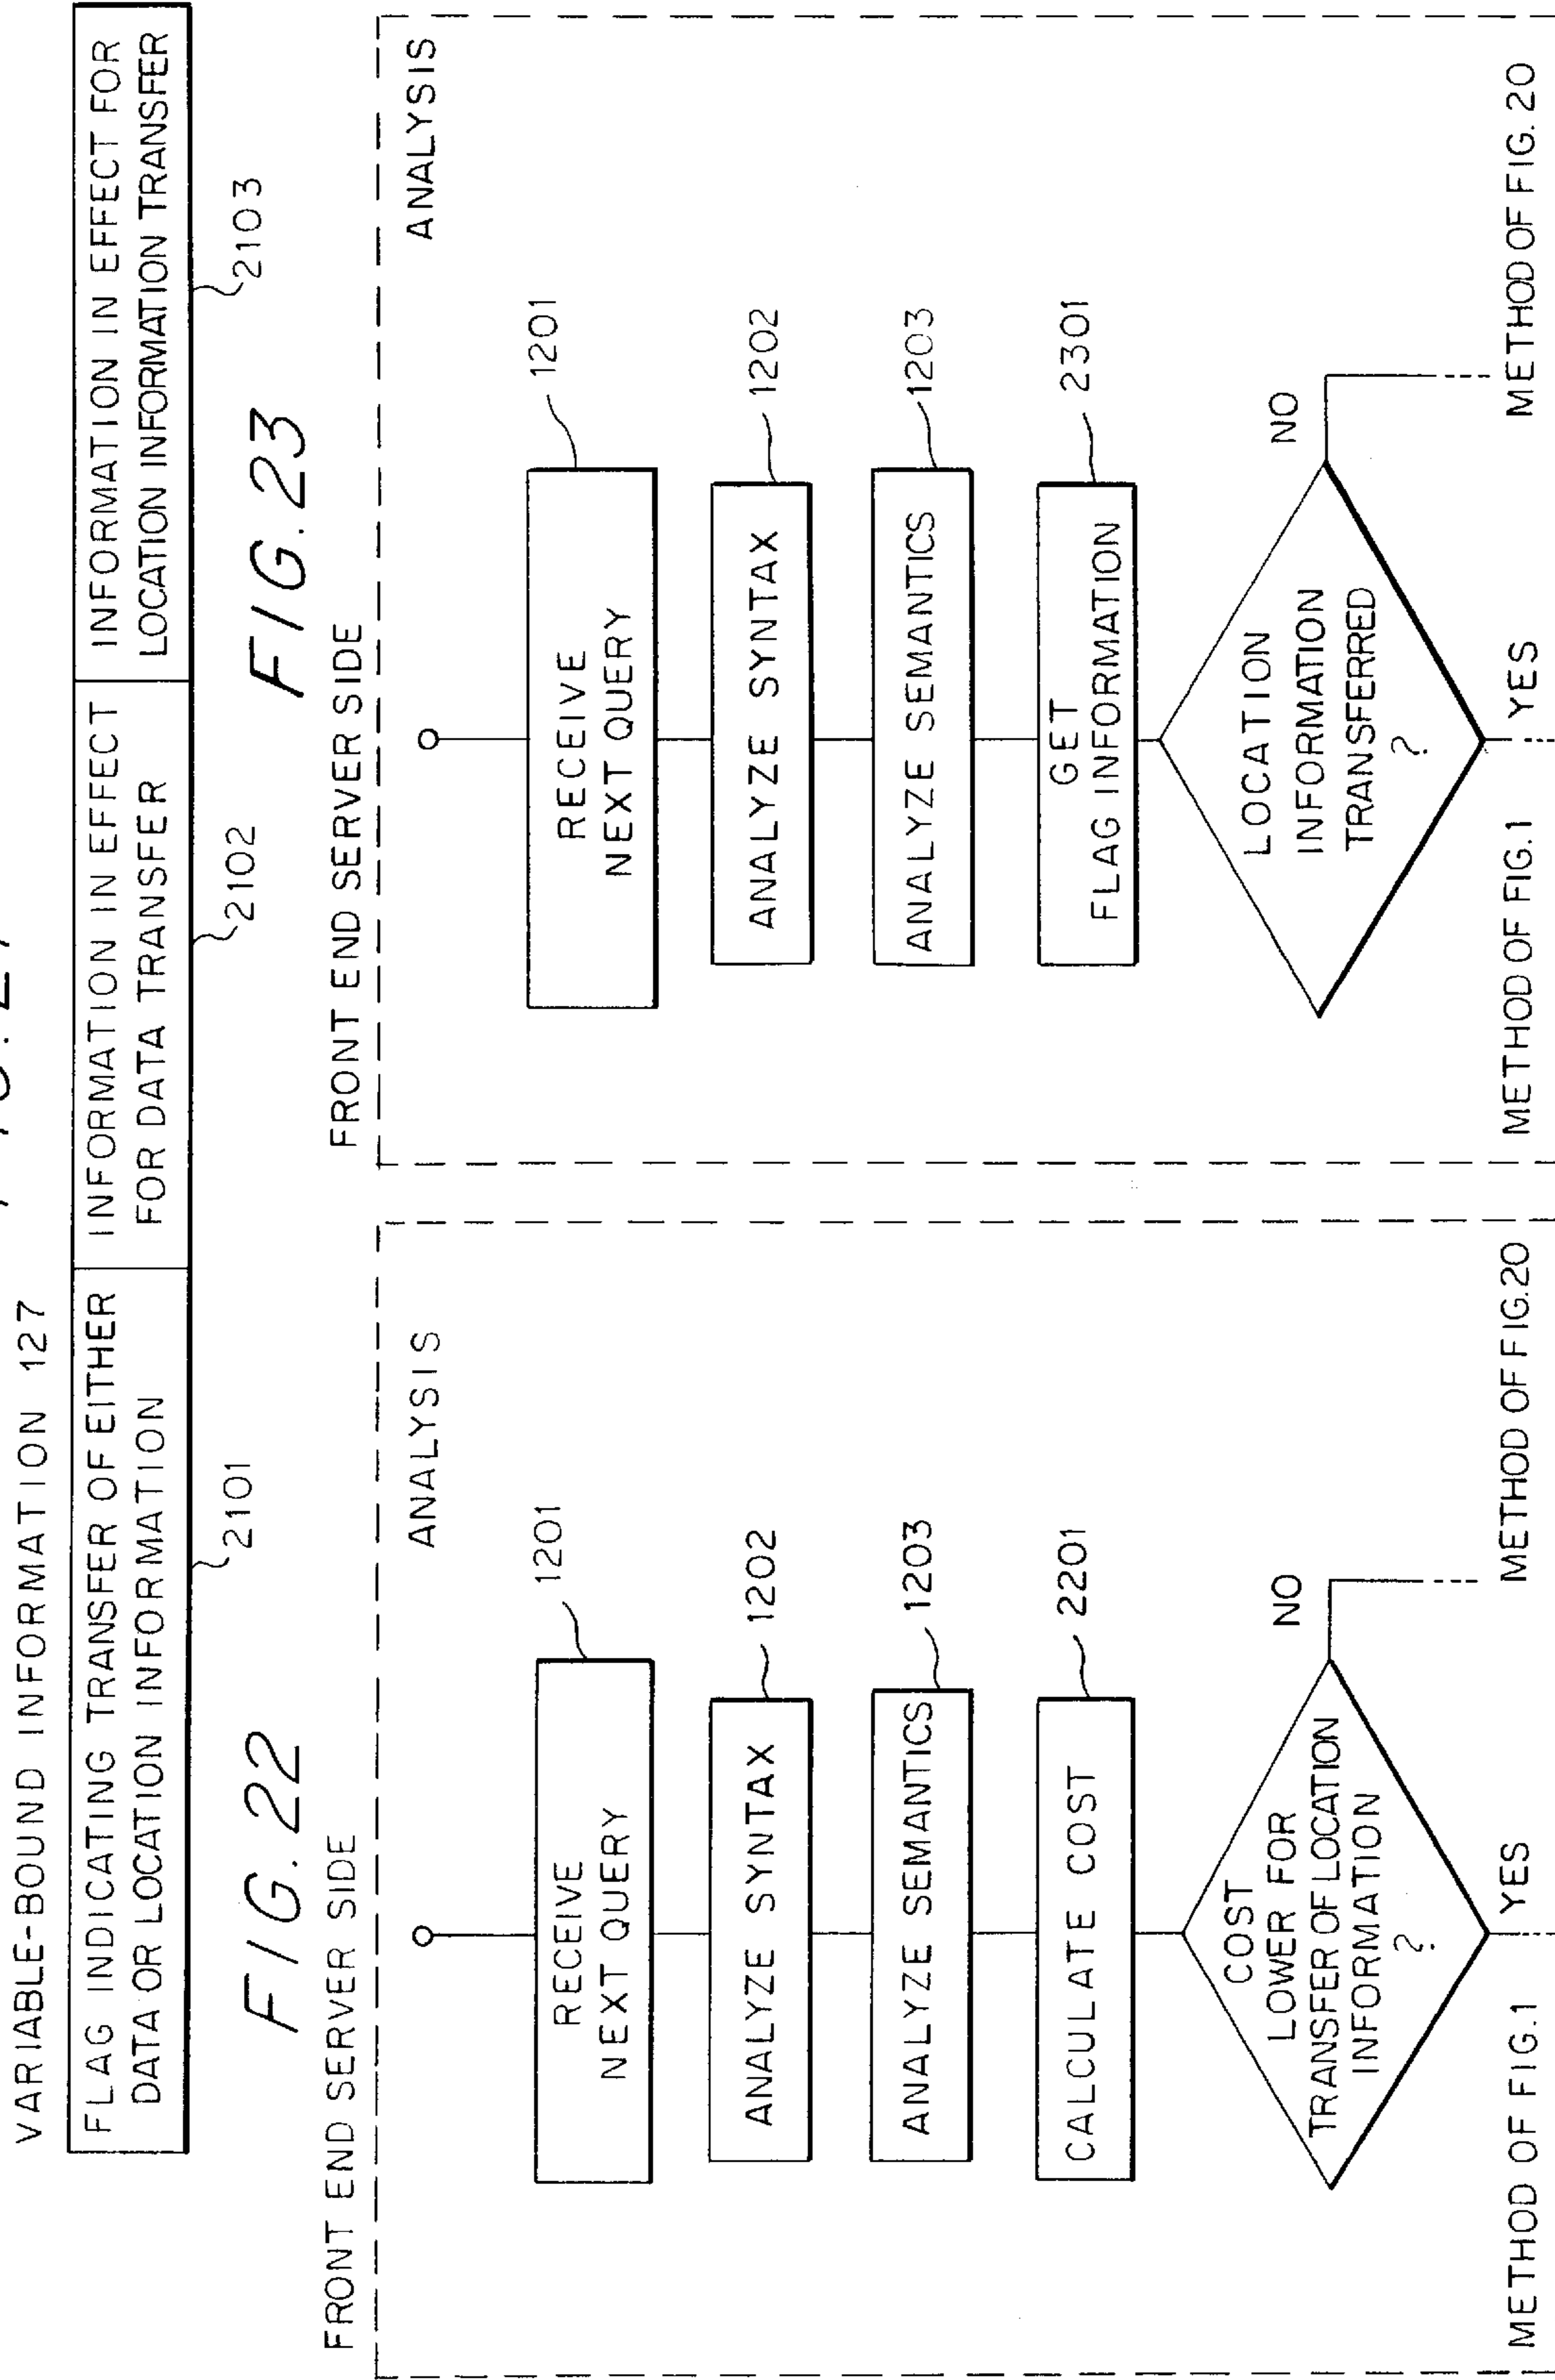 VARIABLE-BOUND INFORMATION 127
FLAG INDICATING TRANSFER OF EITHER
DATA OR LOCATION INFORMATION
INFORMATION IN EFFECT
FOR DATA TRANSFER
INFORMATION IN EFFECT FOR
LOCATION INFORMATION TRANSFER
2101
2102
2103
FIG.22
FRONT END SERVER SIDE
ANALYSIS
RECEIVE
NEXT QUERY
1201
ANALYZE SYNTAX
1202
ANALYZE SEMANTICS
1203
CALCULATE COST
2201
COST
LOWER FOR
TRANSFER OF LOCATION
INFORMATION
?
NO
YES
METHOD OF FIG.1
METHOD OF FIG.20
FIG.23
FRONT END SERVER SIDE
ANALYSIS
RECEIVE
NEXT QUERY
1201
ANALYZE SYNTAX
1202
ANALYZE SEMANTICS
1203
GET
FLAG INFORMATION
2301
LOCATION
INFORMATION
TRANSFERRED
?
NO
YES
METHOD OF FIG.1
METHOD OF FIG. 20